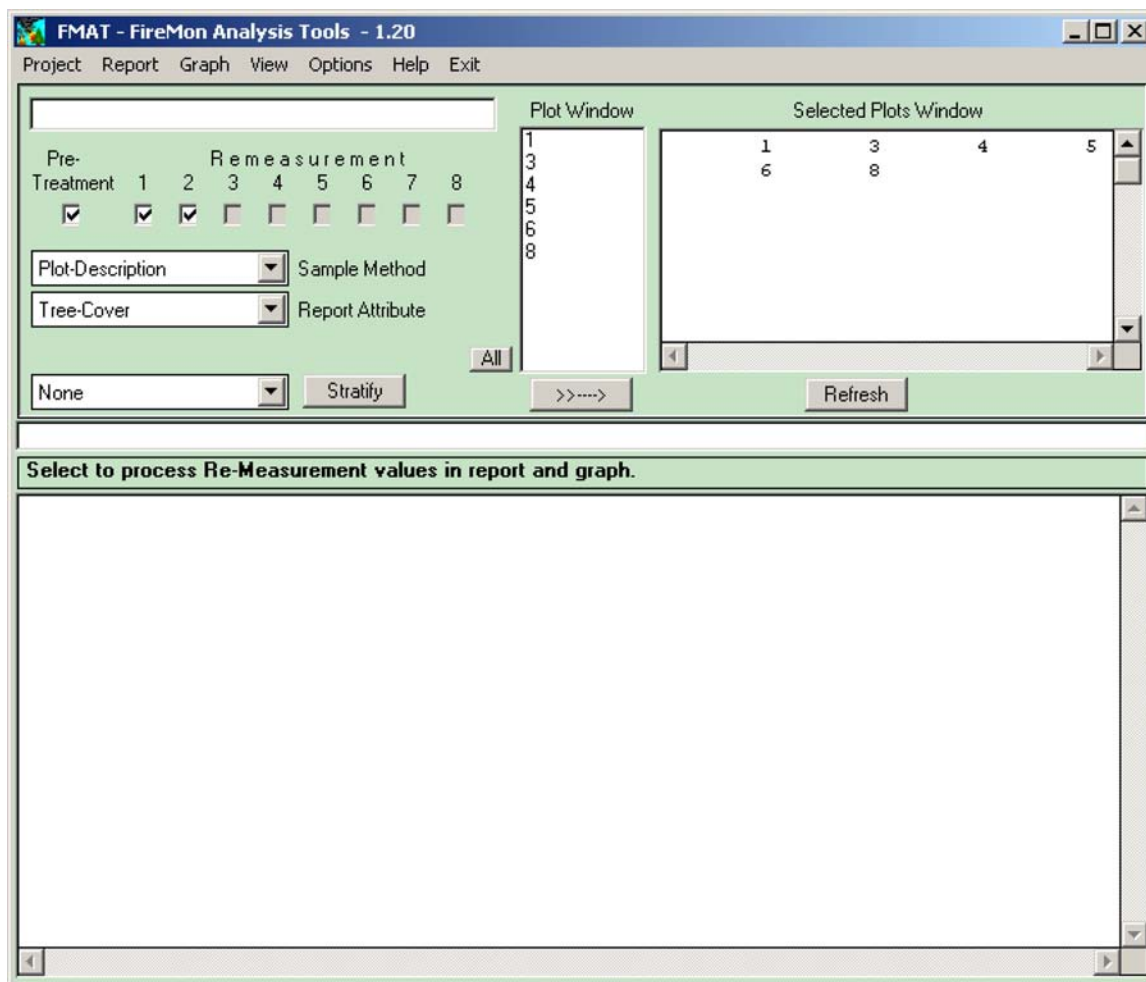 FMAT - FireMon Analysis Tools - 1.20
Project Report Graph View Options Help Exit
Plot Window
Selected Plots Window
Pre-
Treatment
Remeasurement
1 2 3 4 5 6 7 8
1
3
4
5
6
8
1 3 4 5
6 8
Plot-Description
Sample Method
Tree-Cover
Report Attribute
All
None
Stratify
>>---->
Refresh
Select to process Re-Measurement values in report and graph.